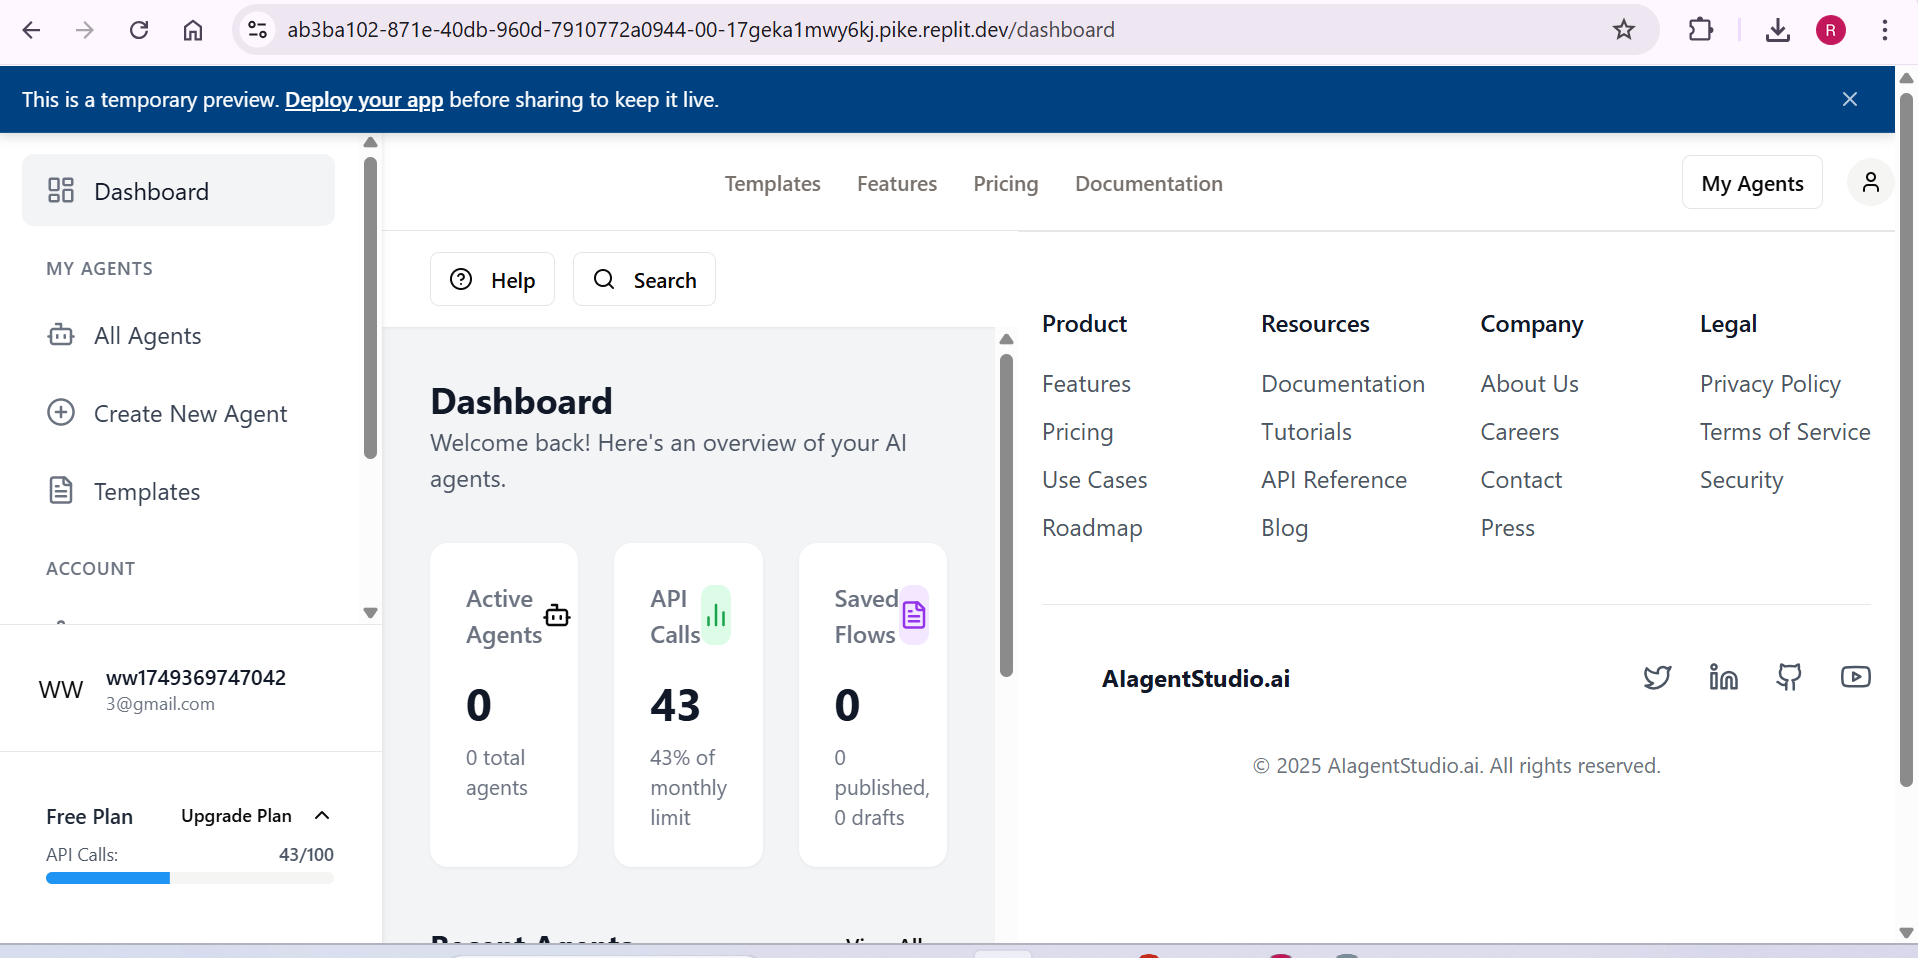 ab3ba102-871e-40db-960d-7910772a0944-00-17geka1mwy6kj.pike.replit.dev/dashboard
R
This is a temporary preview. Deploy your app before sharing to keep it live.
Dashboard
MY AGENTS
All Agents
Create New Agent
Templates
ACCOUNT
WW
ww1749369747042
3@gmail.com
Free Plan
Upgrade Plan
API Calls:
43/100
Templates
Features
Pricing
Documentation
My Agents
Help
Search
Dashboard
Welcome back! Here's an overview of your AI
agents.
Active
Agents
0
0 total
agents
API
Calls
43
43% of
monthly
limit
Saved
Flows
0
0
published,
0 drafts
Recent Agents
View All
Product
Features
Pricing
Use Cases
Roadmap
Resources
Documentation
Tutorials
API Reference
Blog
Company
About Us
Careers
Contact
Press
Legal
Privacy Policy
Terms of Service
Security
AIagentStudio.ai
© 2025 AIagentStudio.ai. All rights reserved.